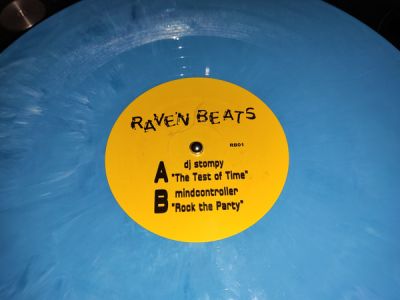 RAVEN BEATS
RB01
A dj stompy
"The Test of Time"
B mindcontroller
"Rock the Party"